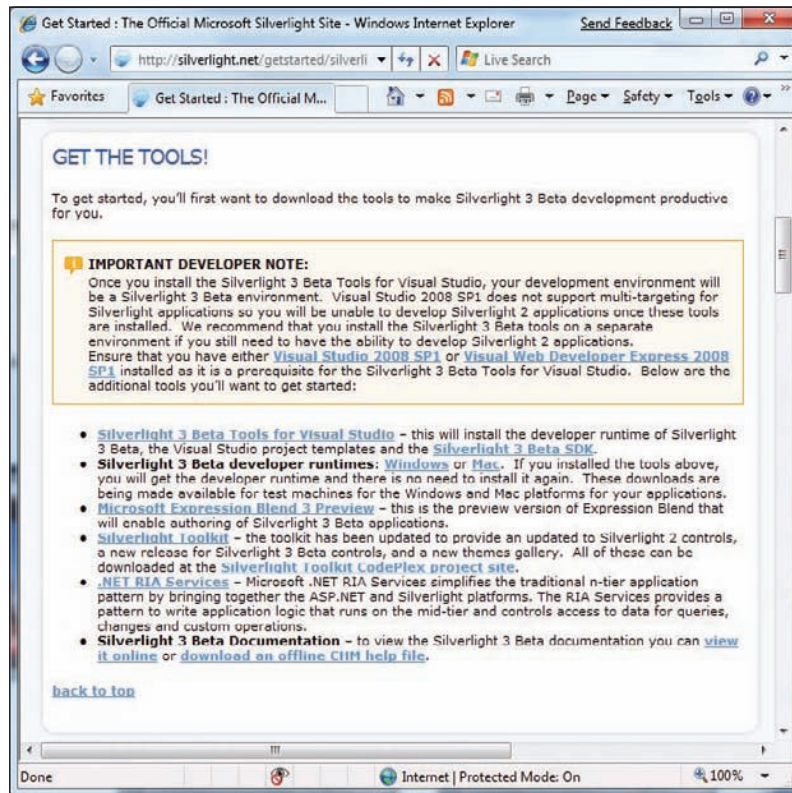 Get Started : The Official Microsoft Silverlight Site - Windows Internet Explorer
Send Feedback
http://silverlight.net/getstarted/silverli
Live Search
Favorites
Get Started : The Official M...
Page
Safety
Tools
GET THE TOOLS!
To get started, you'll first want to download the tools to make Silverlight 3 Beta development productive
for you.
IMPORTANT DEVELOPER NOTE:
Once you install the Silverlight 3 Beta Tools for Visual Studio, your development environment will
be a Silverlight 3 Beta environment. Visual Studio 2008 SP1 does not support multi-targeting for
Silverlight applications so you will be unable to develop Silverlight 2 applications once these tools
are installed. We recommend that you install the Silverlight 3 Beta tools on a separate
environment if you still need to have the ability to develop Silverlight 2 applications.
Ensure that you have either Visual Studio 2008 SP1 or Visual Web Developer Express 2008
SP1 installed as it is a prerequisite for the Silverlight 3 Beta Tools for Visual Studio. Below are the
additional tools you'll want to get started:
• Silverlight 3 Beta Tools for Visual Studio – this will install the developer runtime of Silverlight
3 Beta, the Visual Studio project templates and the Silverlight 3 Beta SDK.
• Silverlight 3 Beta developer runtimes: Windows or Mac. If you installed the tools above,
you will get the developer runtime and there is no need to install it again. These downloads are
being made available for test machines for the Windows and Mac platforms for your applications.
• Microsoft Expression Blend 3 Preview – this is the preview version of Expression Blend that
will enable authoring of Silverlight 3 Beta applications.
• Silverlight Toolkit – the toolkit has been updated to provide an updated to Silverlight 2 controls,
a new release for Silverlight 3 Beta controls, and a new themes gallery. All of these can be
downloaded at the Silverlight Toolkit CodePlex project site.
• .NET RIA Services – Microsoft .NET RIA Services simplifies the traditional n-tier application
pattern by bringing together the ASP.NET and Silverlight platforms. The RIA Services provides a
pattern to write application logic that runs on the mid-tier and controls access to data for queries,
changes and custom operations.
• Silverlight 3 Beta Documentation – to view the Silverlight 3 Beta documentation you can view
it online or download an offline CHM help file.
back to top
Done
Internet | Protected Mode: On
100%